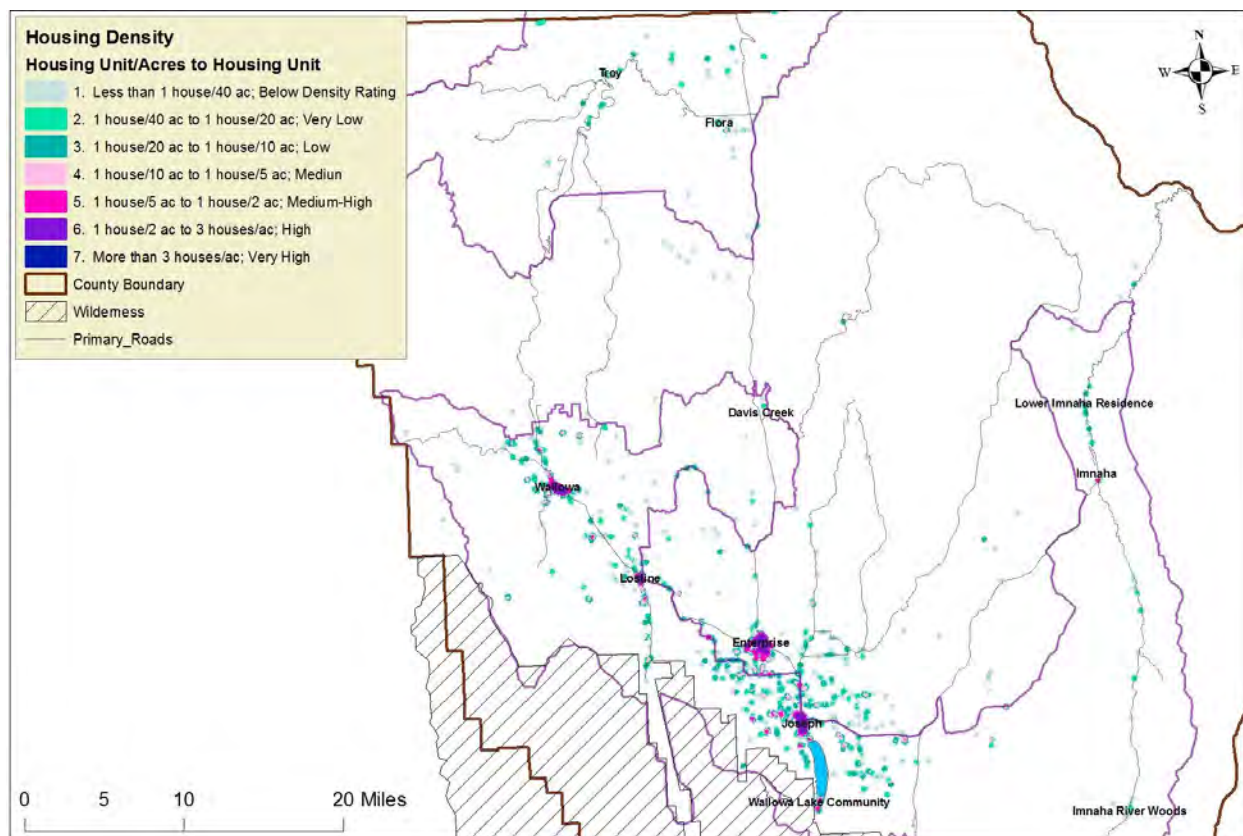 Housing Density
Housing Unit/Acres to Housing Unit
1. Less than 1 house/40 ac; Below Density Rating
2. 1 house/40 ac to 1 house/20 ac; Very Low
3. 1 house/20 ac to 1 house/10 ac; Low
4. 1 house/10 ac to 1 house/5 ac; Mediun
5. 1 house/5 ac to 1 house/2 ac; Medium-High
6. 1 house/2 ac to 3 houses/ac; High
7. More than 3 houses/ac; Very High
County Boundary
Wilderness
Primary_Roads
N
W E
S
Troy
Flora
Davis Creek
Lower Imnaha Residence
Imnaha
Wallowa
Lostine
Enterprise
Joseph
Wallowa Lake Community
Imnaha River Woods
0 5 10 20 Miles